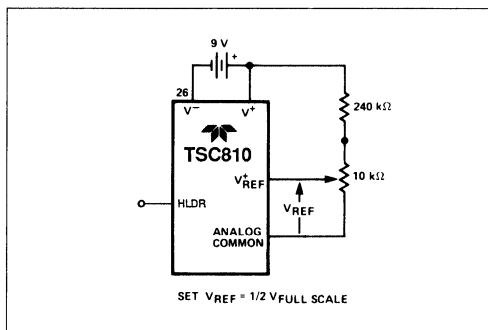 9 V
+
26
V−
V+
240 kΩ
TSC810
V+REF
10 kΩ
HLDR
VREF
ANALOG
COMMON
SET VREF = 1/2 VFULL SCALE